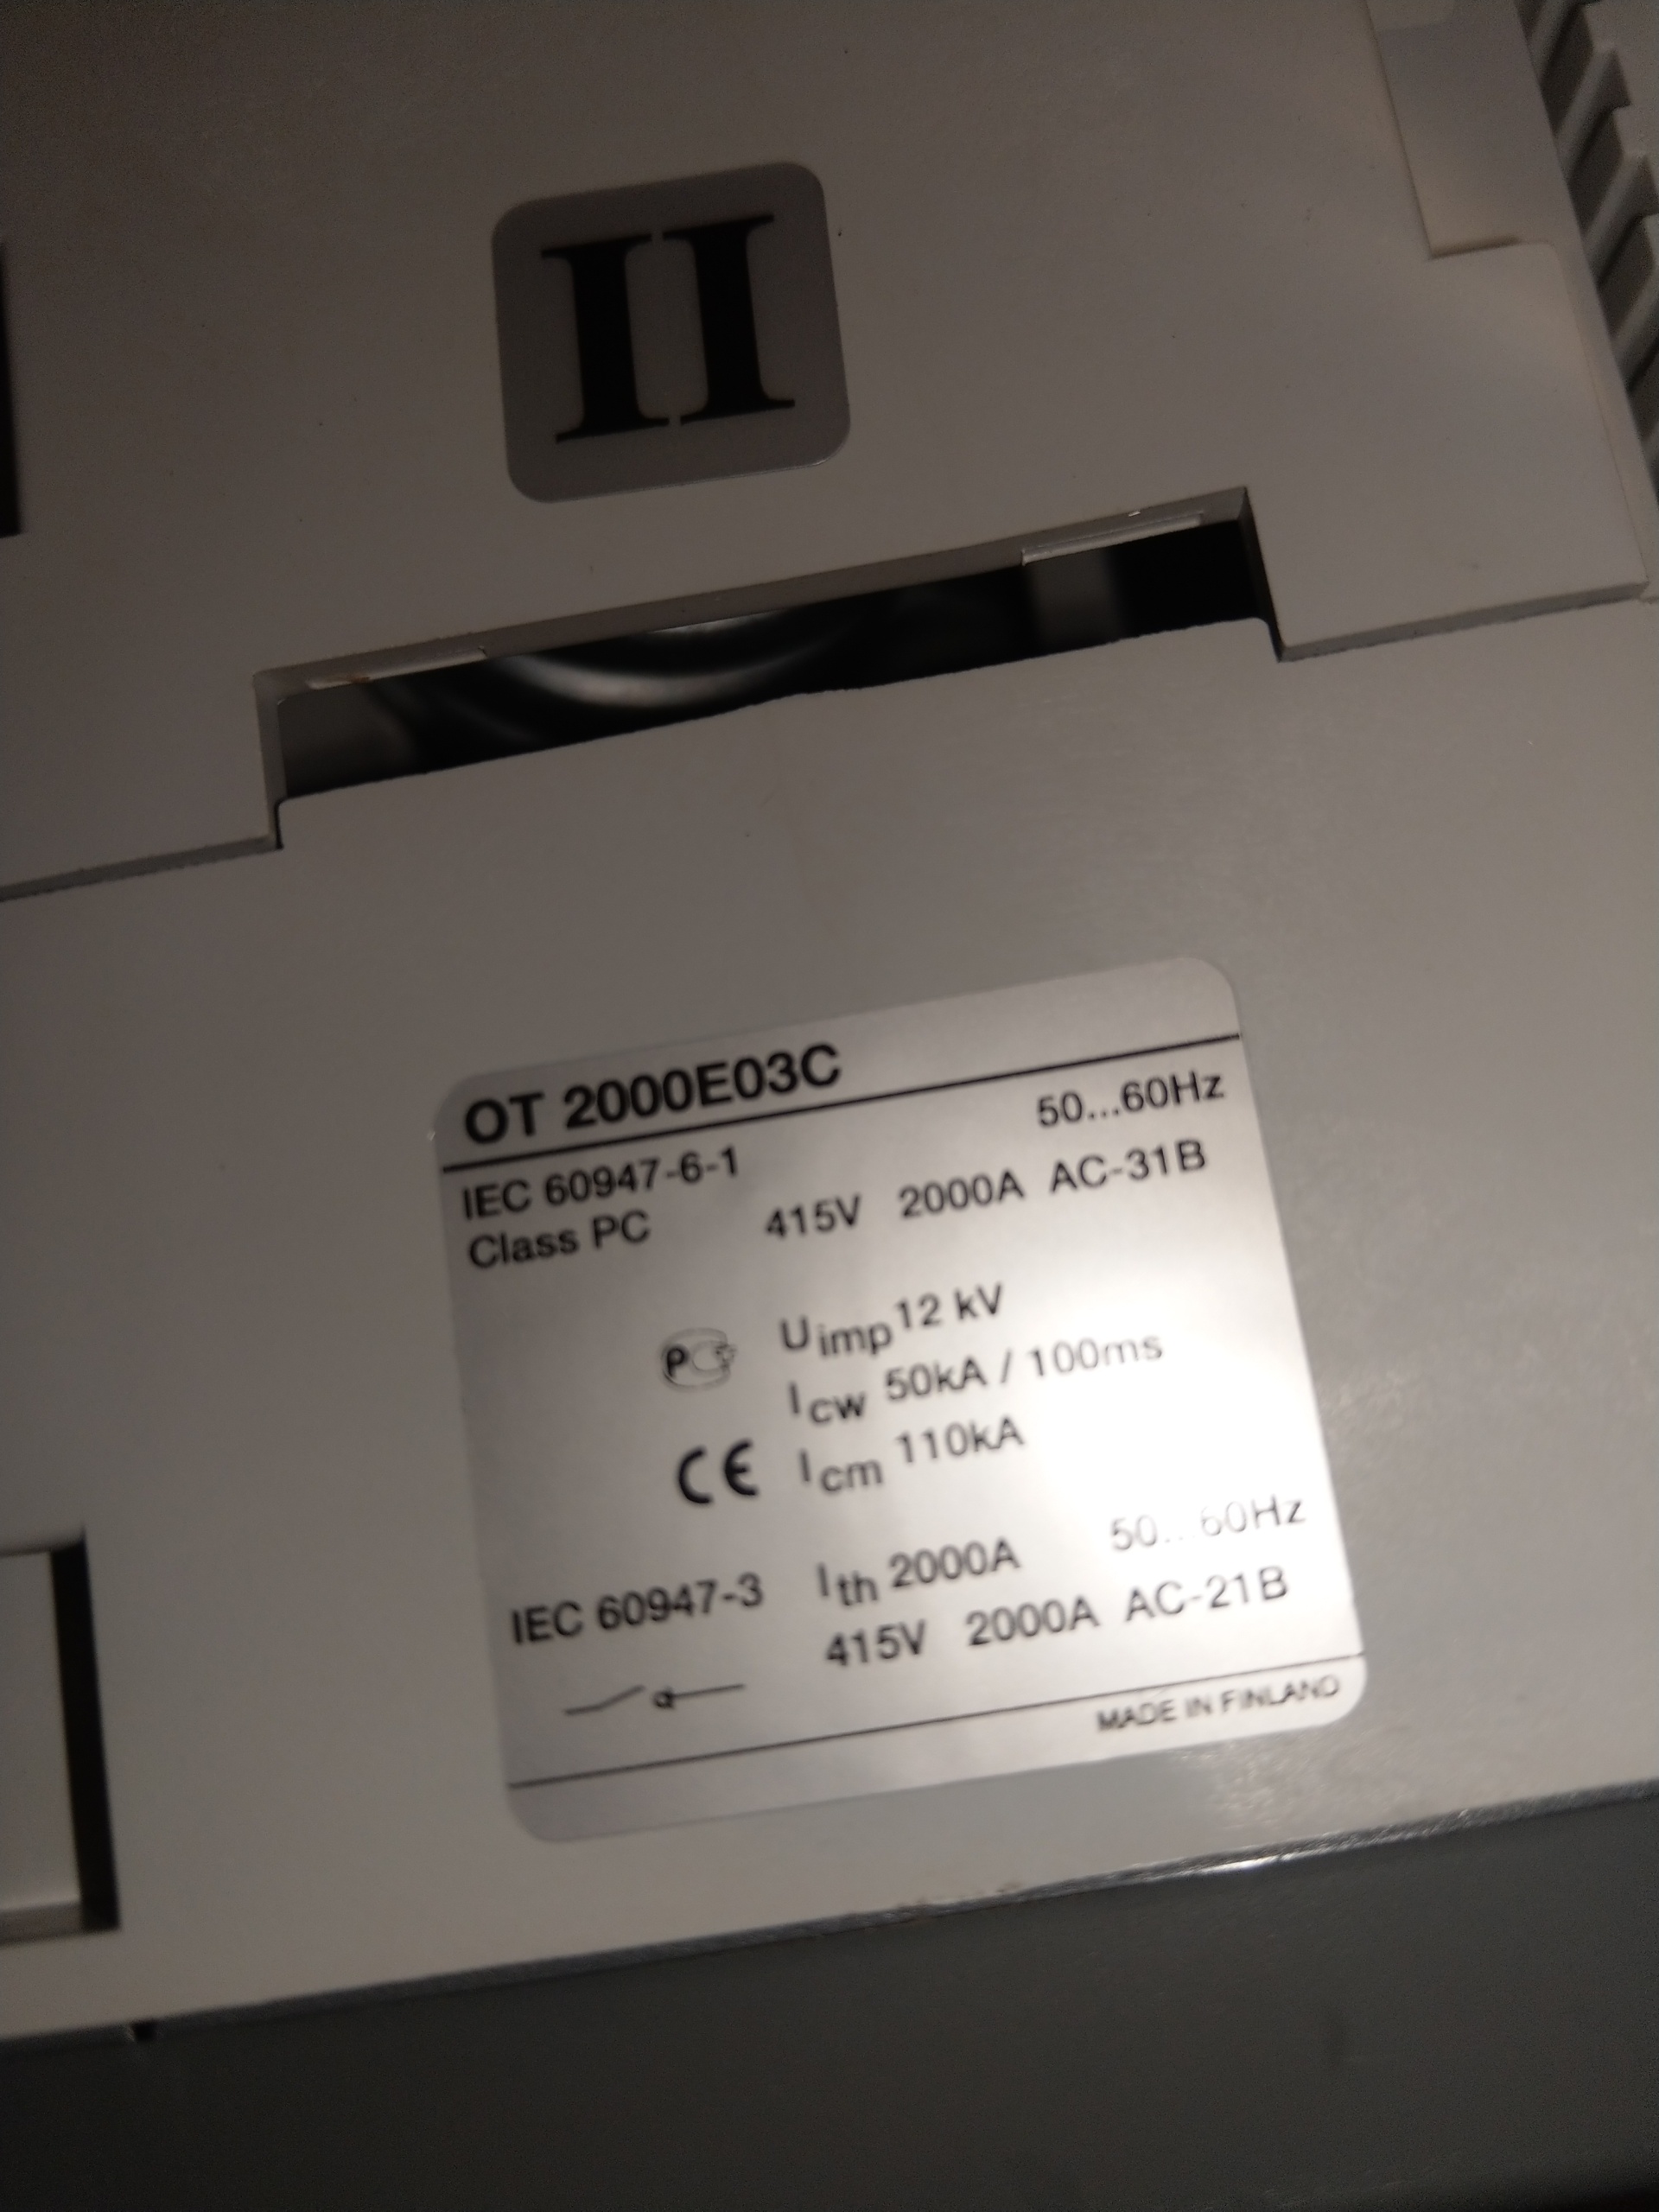 II
OT 2000E03C
50...60Hz
IEC 60947-6-1
Class PC 415V 2000A AC-31B
Uimp 12 kV
Icw 50kA / 100ms
CE Icm 110kA
50...60Hz
IEC 60947-3 Ith 2000A
415V 2000A AC-21B
MADE IN FINLAND